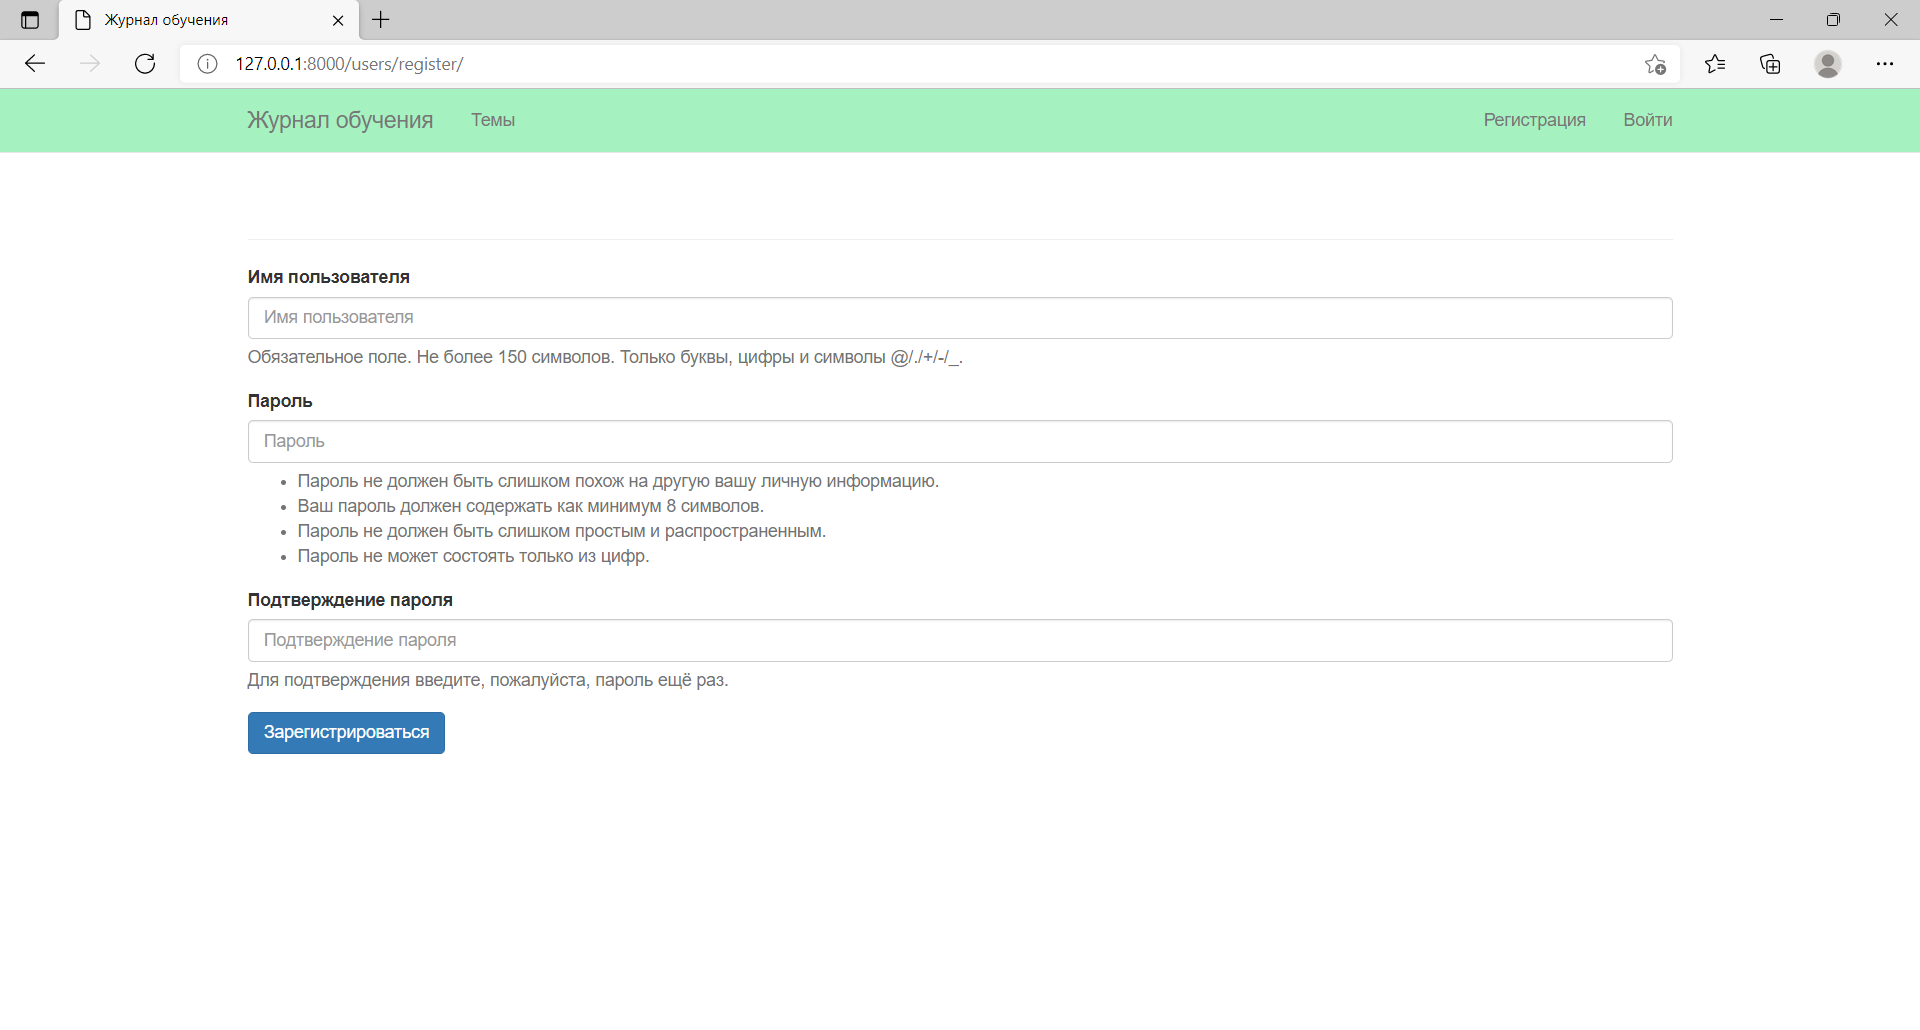 Журнал обучения
127.0.0.1:8000/users/register/
Журнал обучения Темы Регистрация Войти
Имя пользователя
Имя пользователя
Обязательное поле. Не более 150 символов. Только буквы, цифры и символы @/./+/-/_.
Пароль
Пароль
• Пароль не должен быть слишком похож на другую вашу личную информацию.
• Ваш пароль должен содержать как минимум 8 символов.
• Пароль не должен быть слишком простым и распространенным.
• Пароль не может состоять только из цифр.
Подтверждение пароля
Подтверждение пароля
Для подтверждения введите, пожалуйста, пароль ещё раз.
Зарегистрироваться